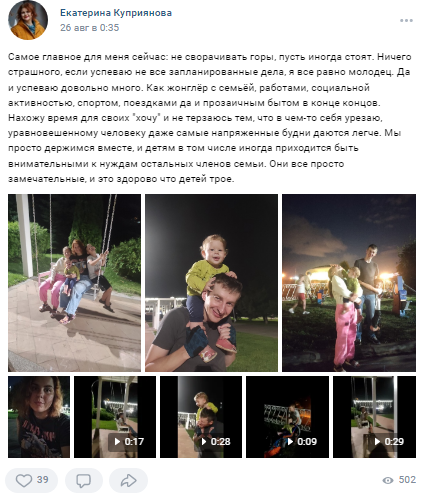 Екатерина Куприянова
26 авг в 0:35
Самое главное для меня сейчас: не сворачивать горы, пусть иногда стоят. Ничего
страшного, если успеваю не все запланированные дела, я все равно молодец. Да
и успеваю довольно много. Как жонглёр с семьёй, работами, социальной
активностью, спортом, поездками да и прозаичным бытом в конце концов.
Нахожу время для своих "хочу" и не терзаюсь тем, что в чем-то себя урезаю,
уравновешенному человеку даже самые напряженные будни даются легче. Мы
просто держимся вместе, и детям в том числе иногда приходится быть
внимательными к нуждам остальных членов семьи. Они все просто
замечательные, и это здорово что детей трое.
0:17
0:28
0:09
0:29
39
502